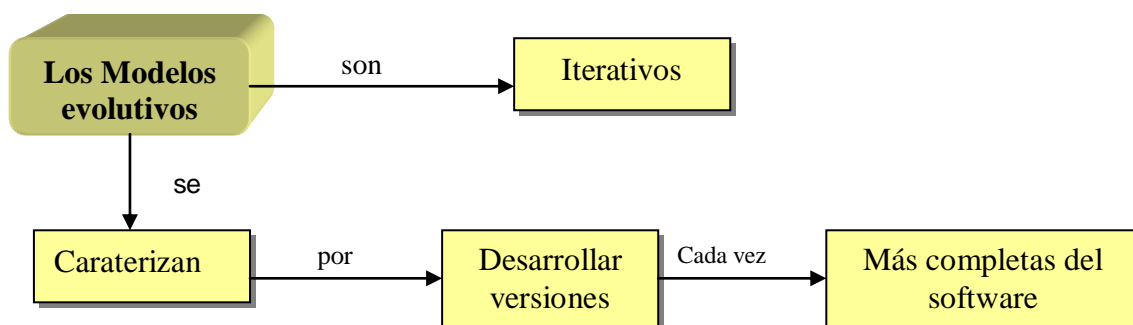 Los Modelos
evolutivos
son
Iterativos
se
Caraterizan
por
Desarrollar
versiones
Cada vez
Más completas del
software